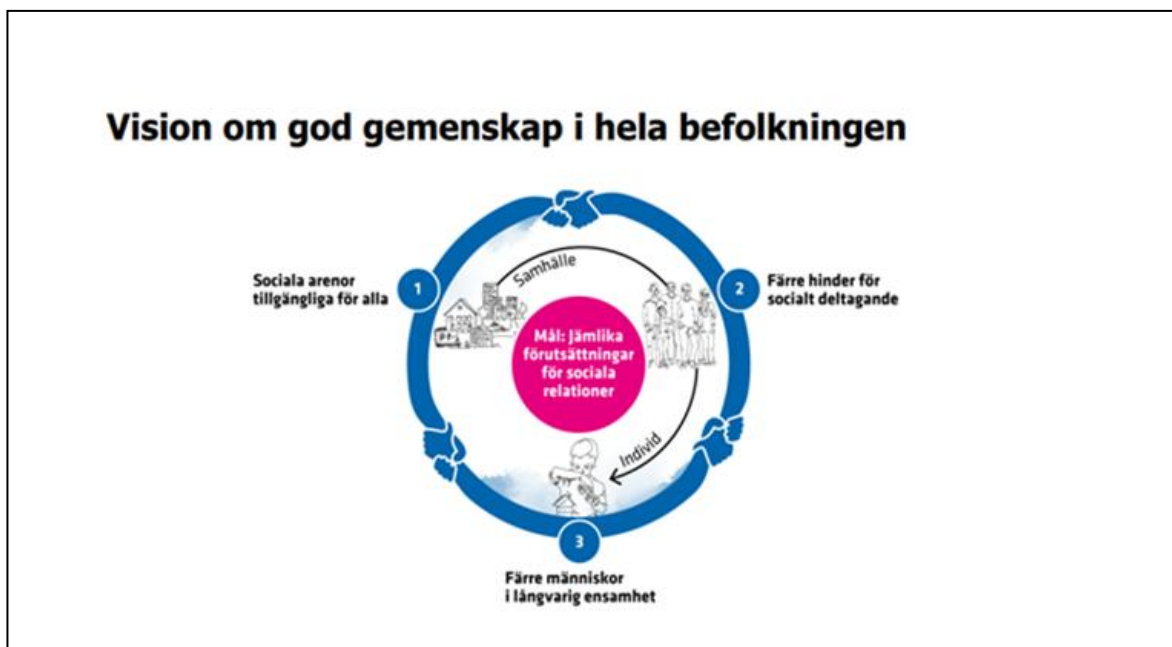 Vision om god gemenskap i hela befolkningen
Sociala arenor
tillgängliga för alla
1
Samhälle
2
Färre hinder för
socialt deltagande
Mål: Jämlika
förutsättningar
för sociala
relationer
Individ
3
Färre människor
i långvarig ensamhet